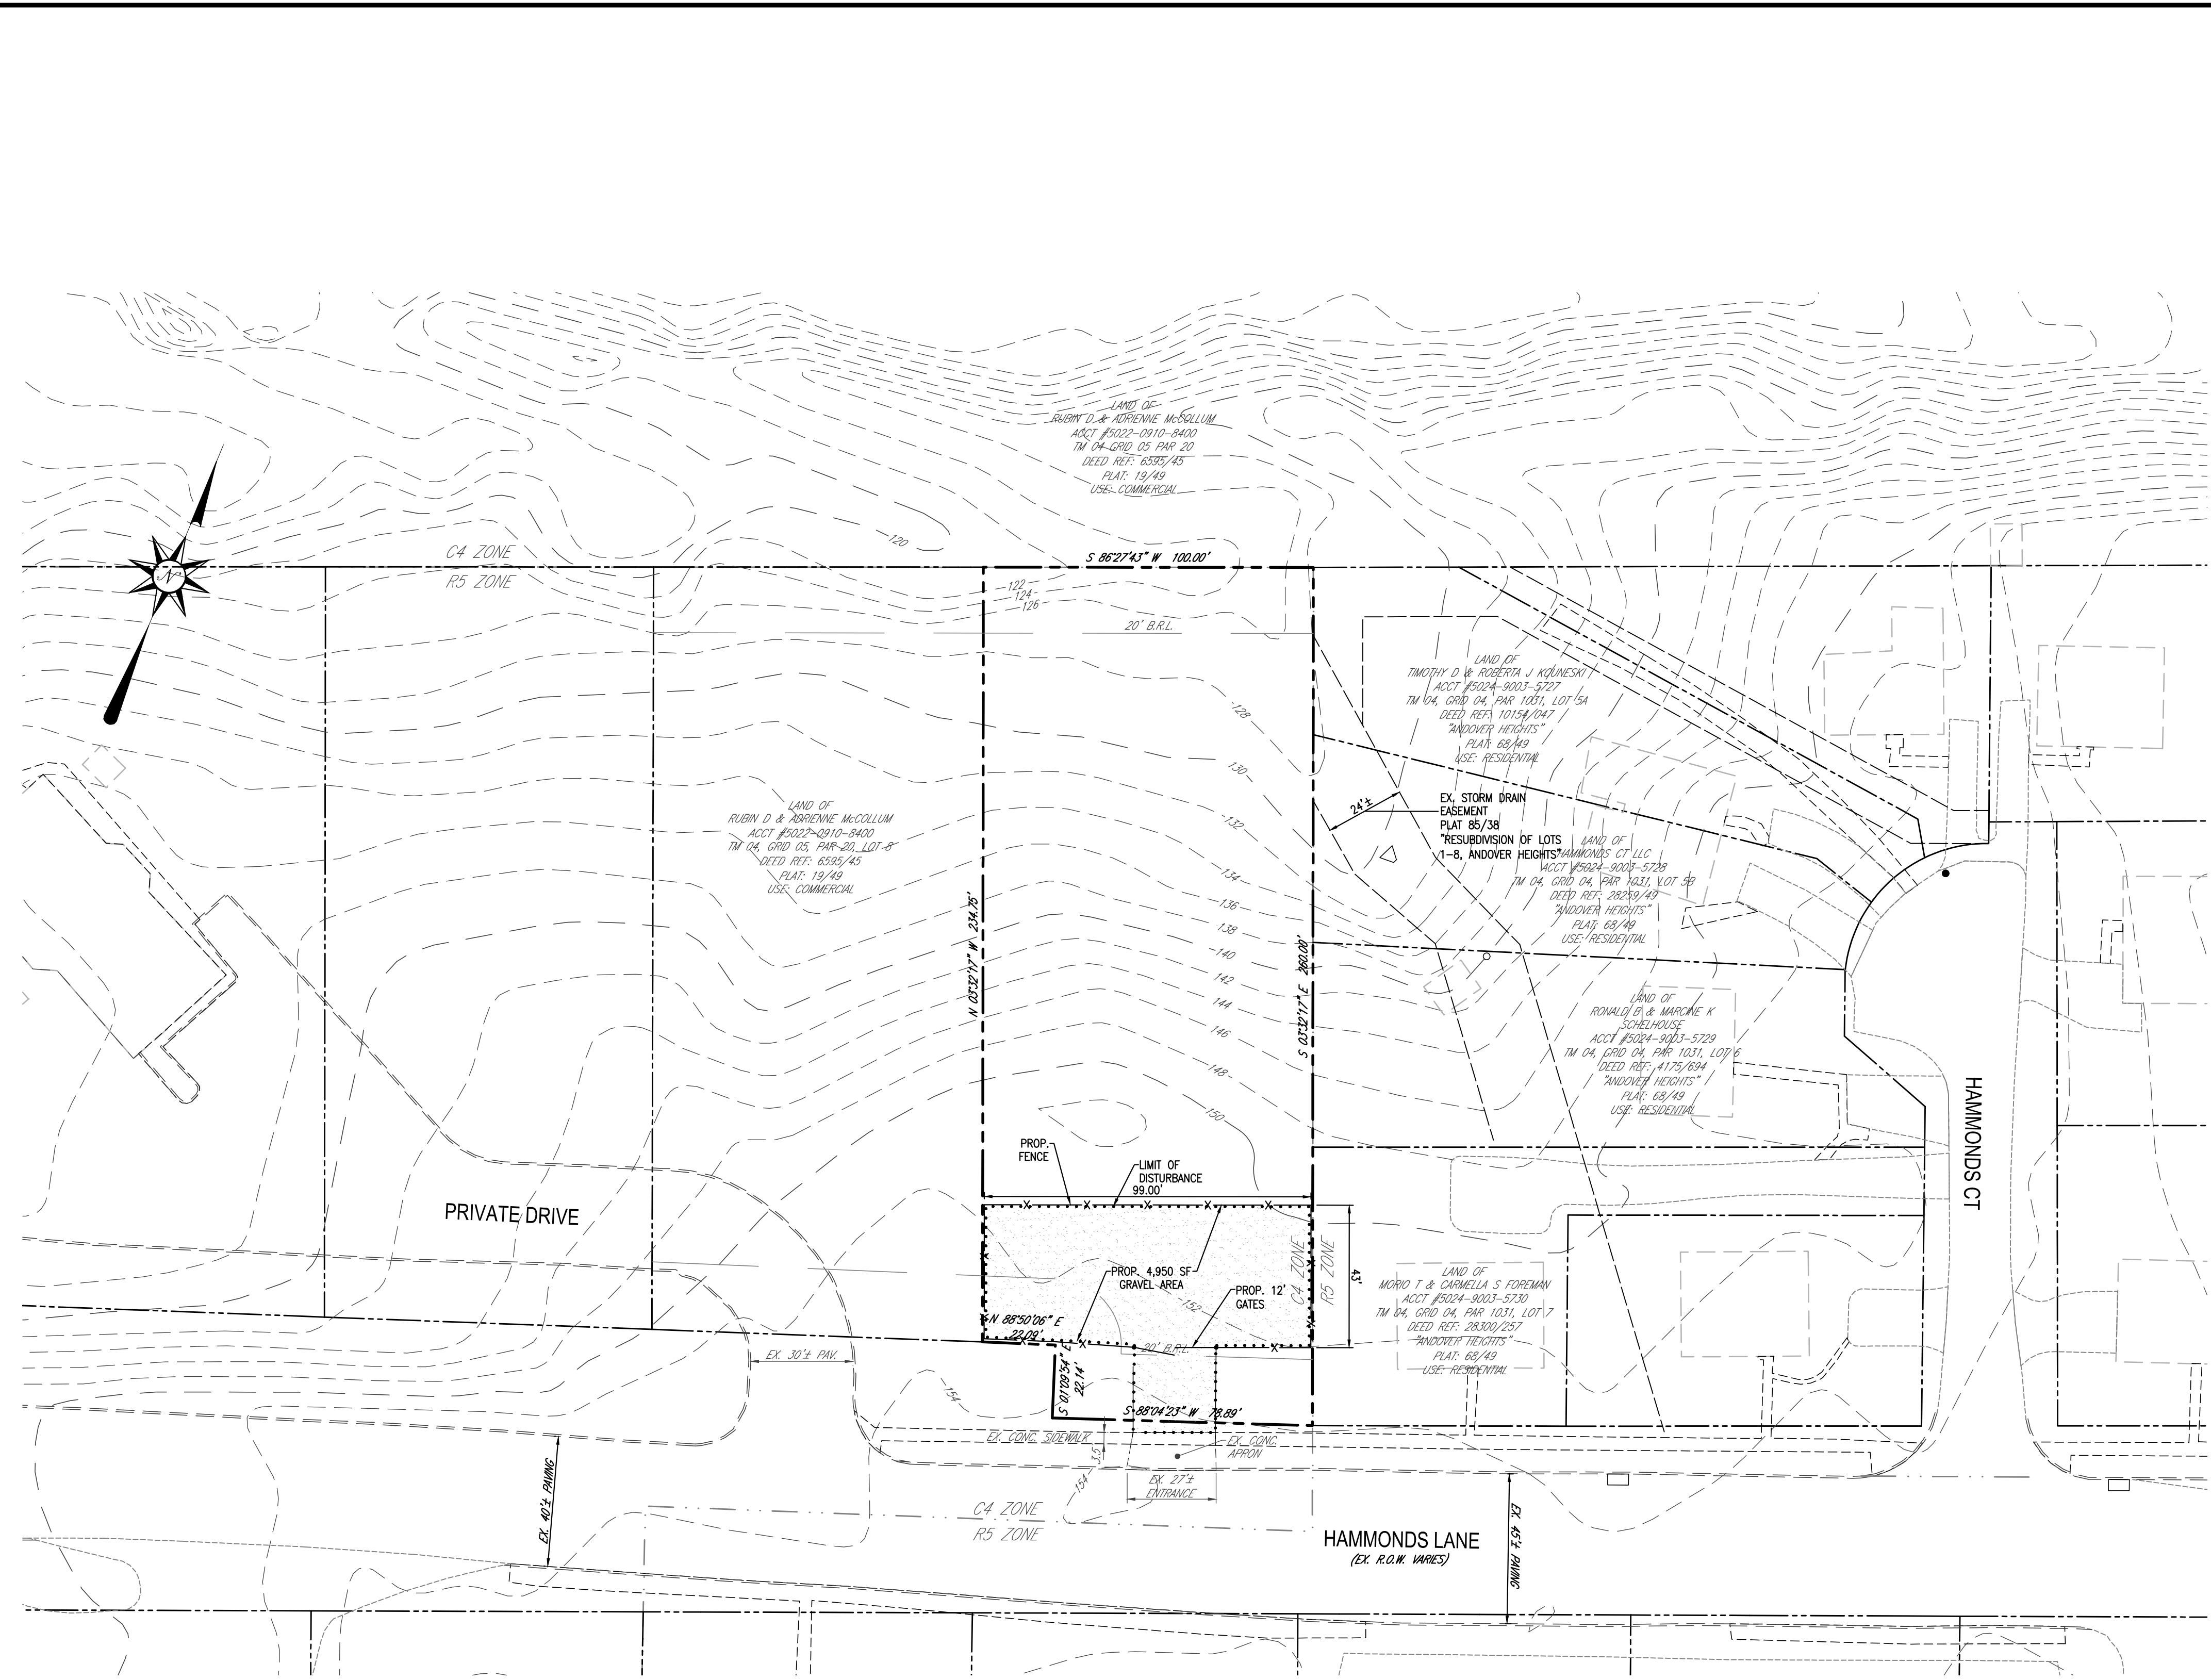 LAND OF
RUBIN D & ADRIENNE McCOLLUM
ACCT #5022-0910-8400
TM 04 GRID 05 PAR 20
DEED REF: 6595/45
PLAT: 19/49
USE: COMMERCIAL
C4 ZONE
R5 ZONE
N
120
S 86°27'43" W 100.00'
122
124
126
20' B.R.L.
128
130
132
134
136
138
140
142
144
146
148
150
LAND OF
TIMOTHY D & ROBERTA J KOUNESKI
ACCT #5024-9003-5727
TM 04, GRID 04, PAR 1031, LOT 5A
DEED REF: 10154/047
"ANDOVER HEIGHTS"
PLAT: 68/49
USE: RESIDENTIAL
24'±
EX. STORM DRAIN
EASEMENT
PLAT 85/38
"RESUBDIVISION OF LOTS
1-8, ANDOVER HEIGHTS"
LAND OF
HAMMONDS CT LLC
ACCT #5024-9003-5728
TM 04, GRID 04, PAR 1031, LOT 5B
DEED REF: 28259/49
"ANDOVER HEIGHTS"
PLAT: 68/49
USE: RESIDENTIAL
LAND OF
RUBIN D & ADRIENNE McCOLLUM
ACCT #5022-0910-8400
TM 04, GRID 05, PAR 20, LOT 8
DEED REF: 6595/45
PLAT: 19/49
USE: COMMERCIAL
N 03°32'17" W 234.75'
S 03°32'17" E 260.00'
LAND OF
RONALD B & MARCINE K
SCHELHOUSE
ACCT #5024-9003-5729
TM 04, GRID 04, PAR 1031, LOT 6
DEED REF: 4175/694
"ANDOVER HEIGHTS"
PLAT: 68/49
USE: RESIDENTIAL
HAMMONDS CT
PROP.
FENCE
LIMIT OF
DISTURBANCE
99.00'
PRIVATE DRIVE
PROP. 4,950 SF
GRAVEL AREA
PROP. 12'
GATES
152
C4 ZONE
R5 ZONE
43'
LAND OF
MORIO T & CARMELLA S FOREMAN
ACCT #5024-9003-5730
TM 04, GRID 04, PAR 1031, LOT 7
DEED REF: 28300/257
"ANDOVER HEIGHTS"
PLAT: 68/49
USE: RESIDENTIAL
N 88°50'06" E
22.09'
20' B.R.L.
EX. 30'± PAV.
S 01°09'54" E
22.14'
154
S 88°04'23" W 78.89'
EX. CONC. SIDEWALK
3.5'
EX. CONC.
APRON
154
EX. 27'±
ENTRANCE
EX. 40'± PAVING
C4 ZONE
R5 ZONE
HAMMONDS LANE
(EX. R.O.W. VARIES)
EX. 45'± PAVING